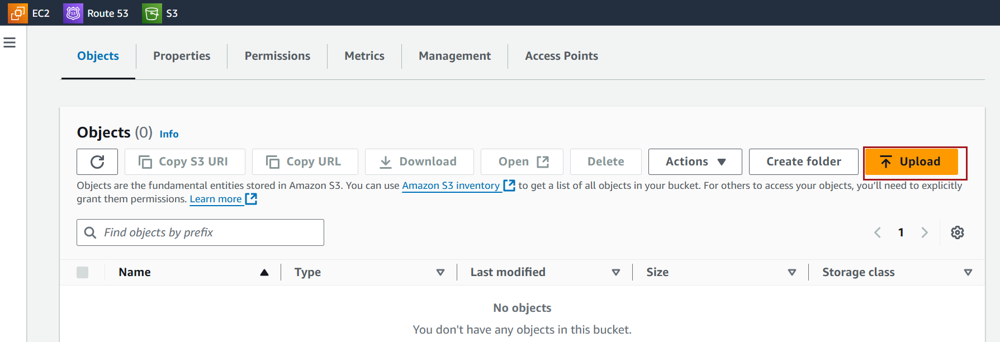 EC2 Route 53 S3
Objects Properties Permissions Metrics Management Access Points
Objects (0) Info
Copy S3 URI Copy URL Download Open Delete Actions Create folder Upload
Objects are the fundamental entities stored in Amazon S3. You can use Amazon S3 inventory to get a list of all objects in your bucket. For others to access your objects, you’ll need to explicitly
grant them permissions. Learn more
Find objects by prefix 1
Name Type Last modified Size Storage class
No objects
You don't have any objects in this bucket.